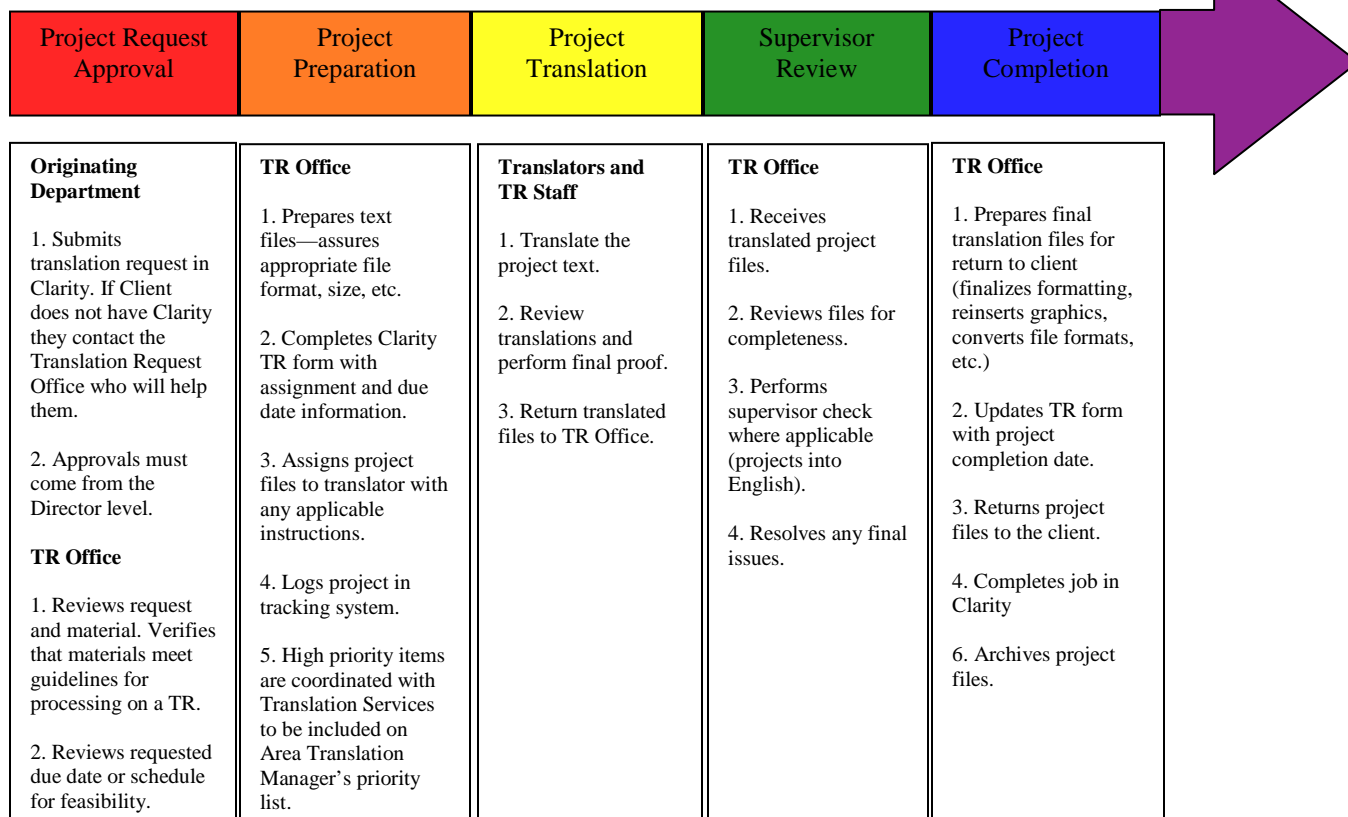 Project Request
Approval
Project
Preparation
Project
Translation
Supervisor
Review
Project
Completion
Originating
Department
1. Submits
translation request in
Clarity. If Client
does not have Clarity
they contact the
Translation Request
Office who will help
them.
2. Approvals must
come from the
Director level.
TR Office
1. Reviews request
and material. Verifies
that materials meet
guidelines for
processing on a TR.
2. Reviews requested
due date or schedule
for feasibility.
TR Office
1. Prepares text
files—assures
appropriate file
format, size, etc.
2. Completes Clarity
TR form with
assignment and due
date information.
3. Assigns project
files to translator with
any applicable
instructions.
4. Logs project in
tracking system.
5. High priority items
are coordinated with
Translation Services
to be included on
Area Translation
Manager’s priority
list.
Translators and
TR Staff
1. Translate the
project text.
2. Review
translations and
perform final proof.
3. Return translated
files to TR Office.
TR Office
1. Receives
translated project
files.
2. Reviews files for
completeness.
3. Performs
supervisor check
where applicable
(projects into
English).
4. Resolves any final
issues.
TR Office
1. Prepares final
translation files for
return to client
(finalizes formatting,
reinserts graphics,
converts file formats,
etc.)
2. Updates TR form
with project
completion date.
3. Returns project
files to the client.
4. Completes job in
Clarity
6. Archives project
files.